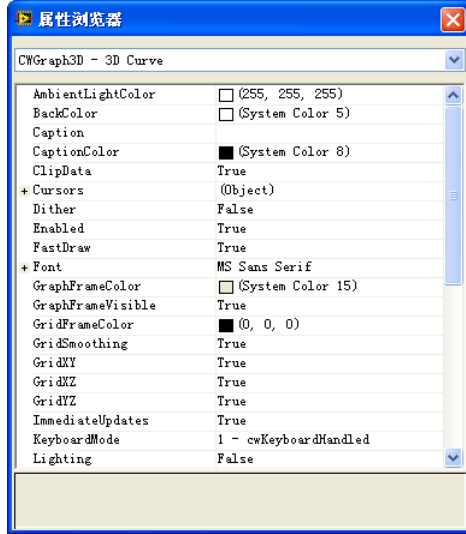 属性浏览器
CWGraph3D - 3D Curve
AmbientLightColor (255, 255, 255)
BackColor (System Color 5)
Caption
CaptionColor (System Color 8)
ClipData True
+ Cursors (Object)
Dither False
Enabled True
FastDraw True
+ Font MS Sans Serif
GraphFrameColor (System Color 15)
GraphFrameVisible True
GridFrameColor (0, 0, 0)
GridSmoothing True
GridXY True
GridXZ True
GridYZ True
ImmediateUpdates True
KeyboardMode 1 - cwKeyboardHandled
Lighting False